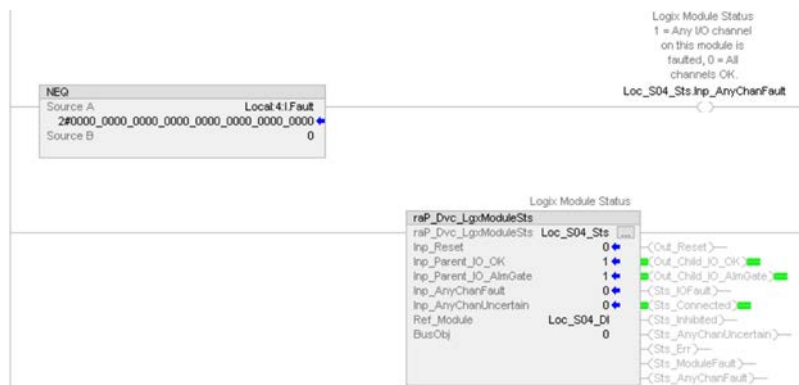 Logix Module Status
1 = Any I/O channel
on this module is
faulted, 0 = All
channels OK.
Loc_S04_Sts.Inp_AnyChanFault
NEQ
Source A Local:4:I.Fault
2#0000_0000_0000_0000_0000_0000_0000_0000
Source B 0
Logix Module Status
raP_Dvc_LgxModuleSts
raP_Dvc_LgxModuleSts Loc_S04_Sts ...
Inp_Reset 0 (Out_Reset)
Inp_Parent_IO_OK 1 (Out_Child_IO_OK)
Inp_Parent_IO_AlmGate 1 (Out_Child_IO_AlmGate)
Inp_AnyChanFault 0 (Sts_IOFault)
Inp_AnyChanUncertain 0 (Sts_Connected)
Ref_Module Loc_S04_DI (Sts_Inhibited)
BusObj 0 (Sts_AnyChanUncertain)
(Sts_Err)
(Sts_ModuleFault)
(Sts_AnyChanFault)